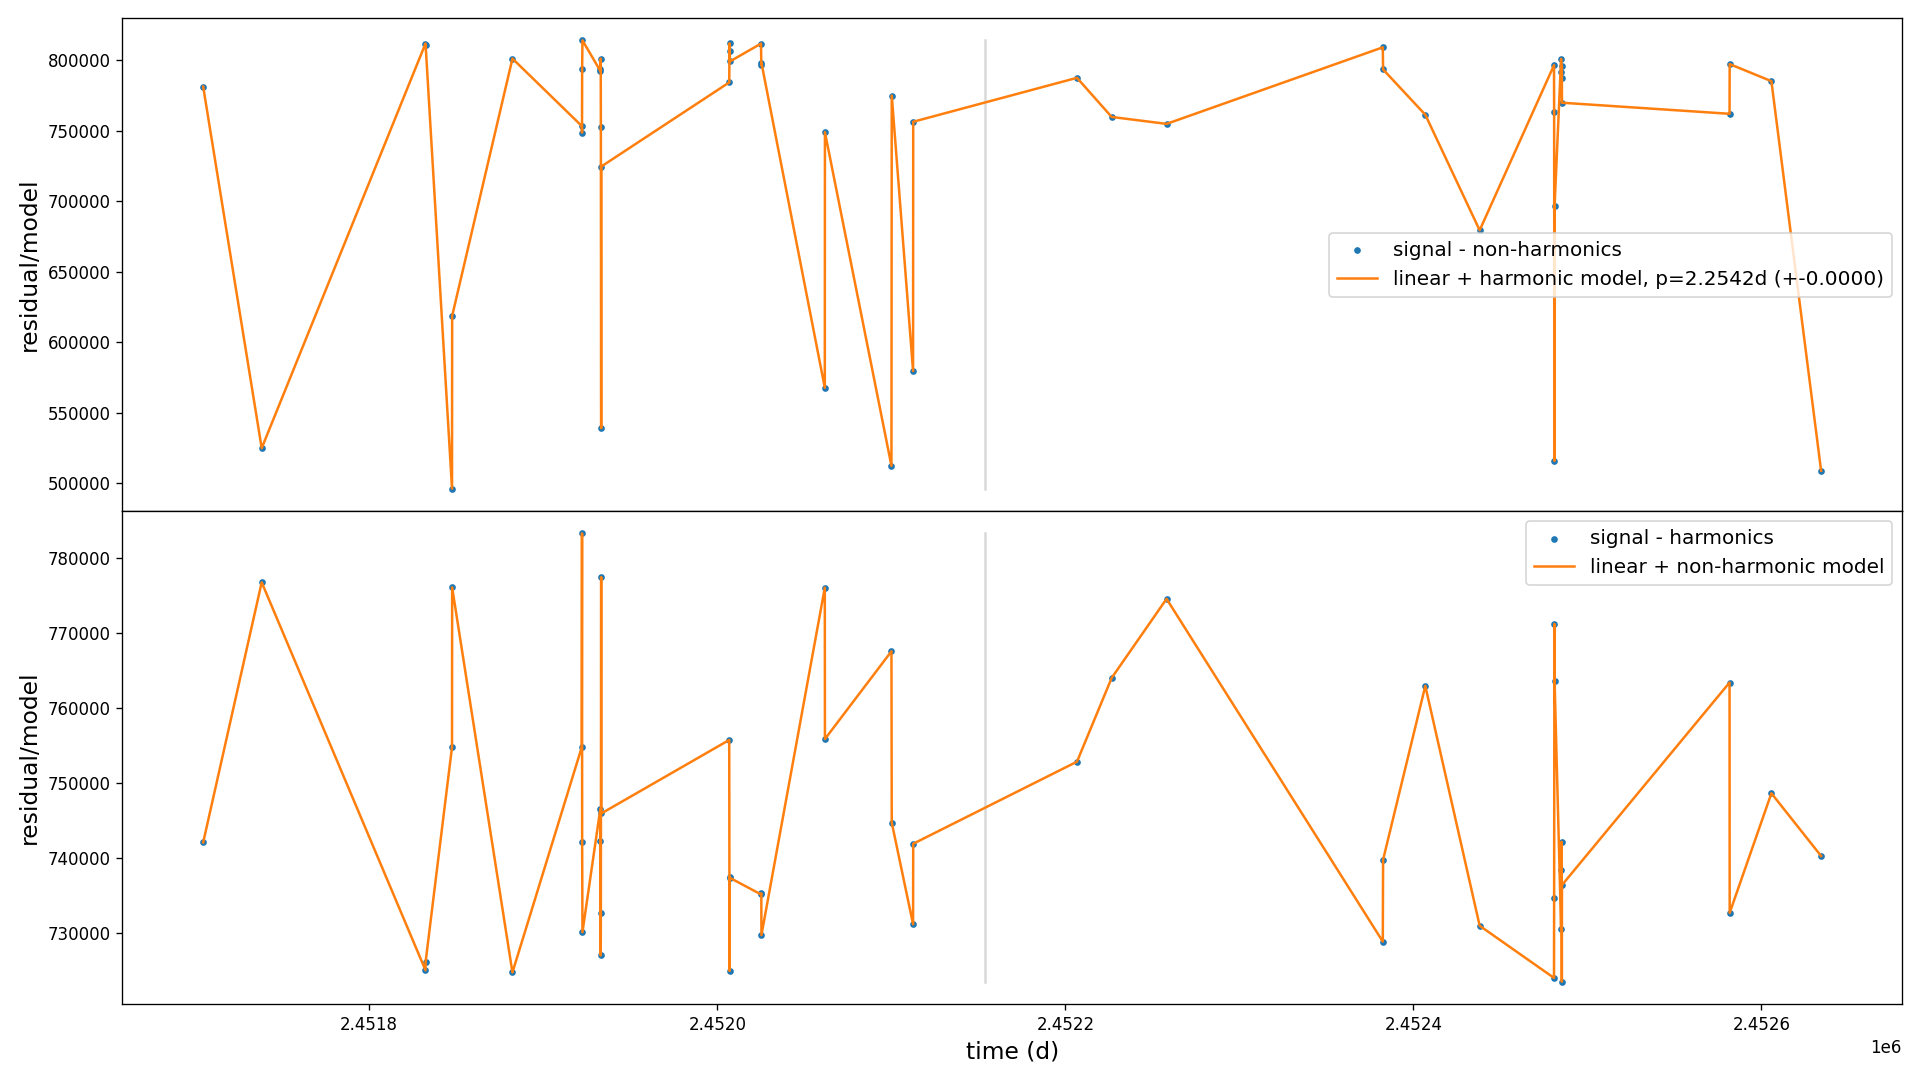 800000
750000
700000
650000
600000
550000
500000
residual/model
signal - non-harmonics
linear + harmonic model, p=2.2542d (+-0.0000)
780000
770000
760000
750000
740000
730000
residual/model
signal - harmonics
linear + non-harmonic model
2.4518 2.4520 2.4522 2.4524 2.4526
1e6
time (d)